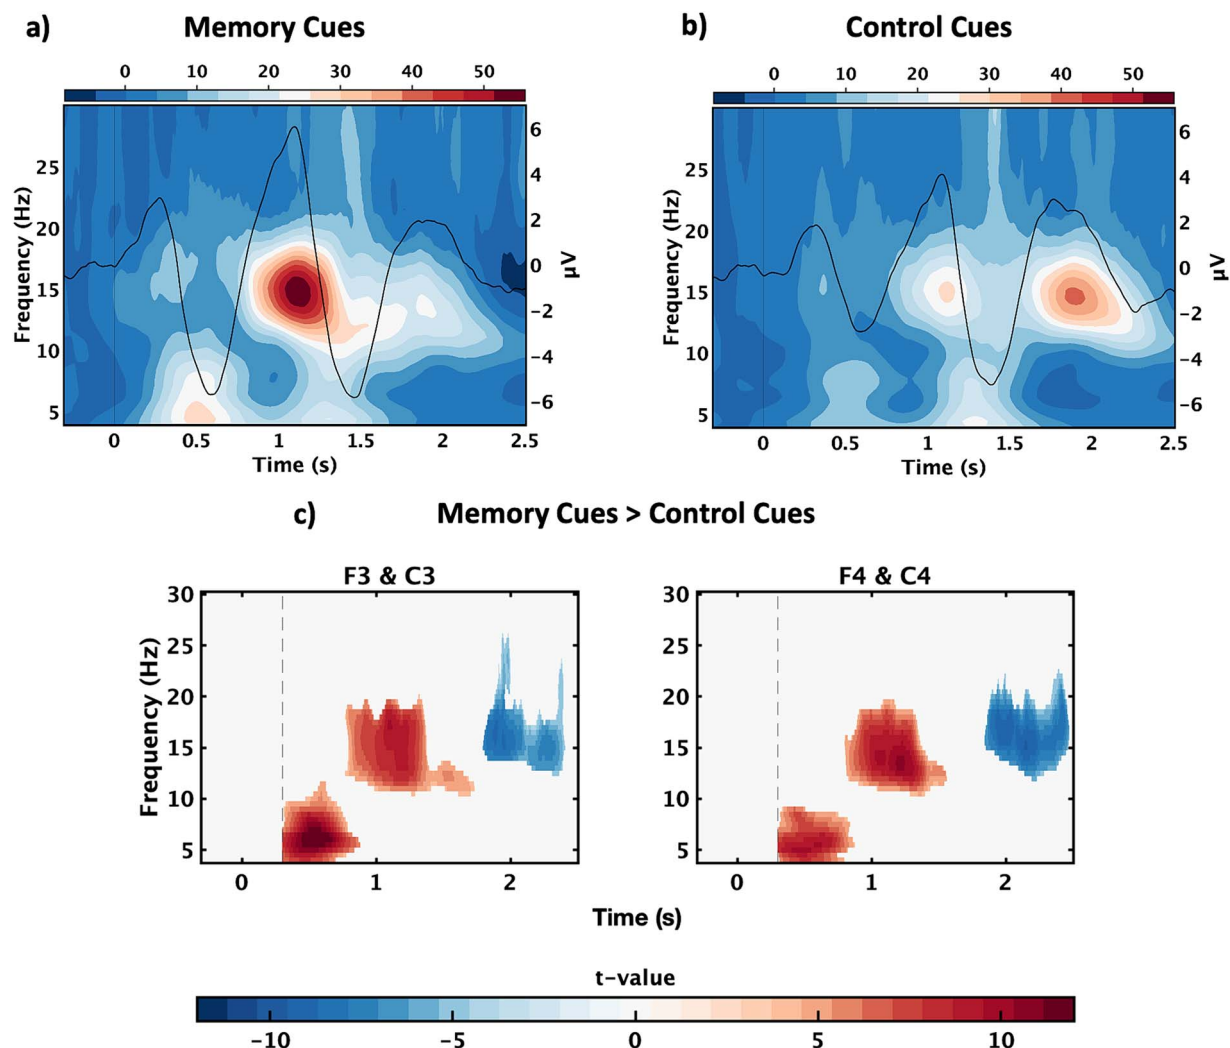 a) Memory Cues
0 10 20 30 40 50
Frequency (Hz)
25
20
15
10
5
6
4
2
0
−2
−4
−6
μV
0 0.5 1 1.5 2 2.5
Time (s)
b) Control Cues
0 10 20 30 40 50
Frequency (Hz)
25
20
15
10
5
6
4
2
0
−2
−4
−6
μV
0 0.5 1 1.5 2 2.5
Time (s)
c) Memory Cues > Control Cues
F3 & C3
Frequency (Hz)
30
25
20
15
10
5
0 1 2
F4 & C4
30
25
20
15
10
5
0 1 2
Time (s)
t-value
−10 −5 0 5 10